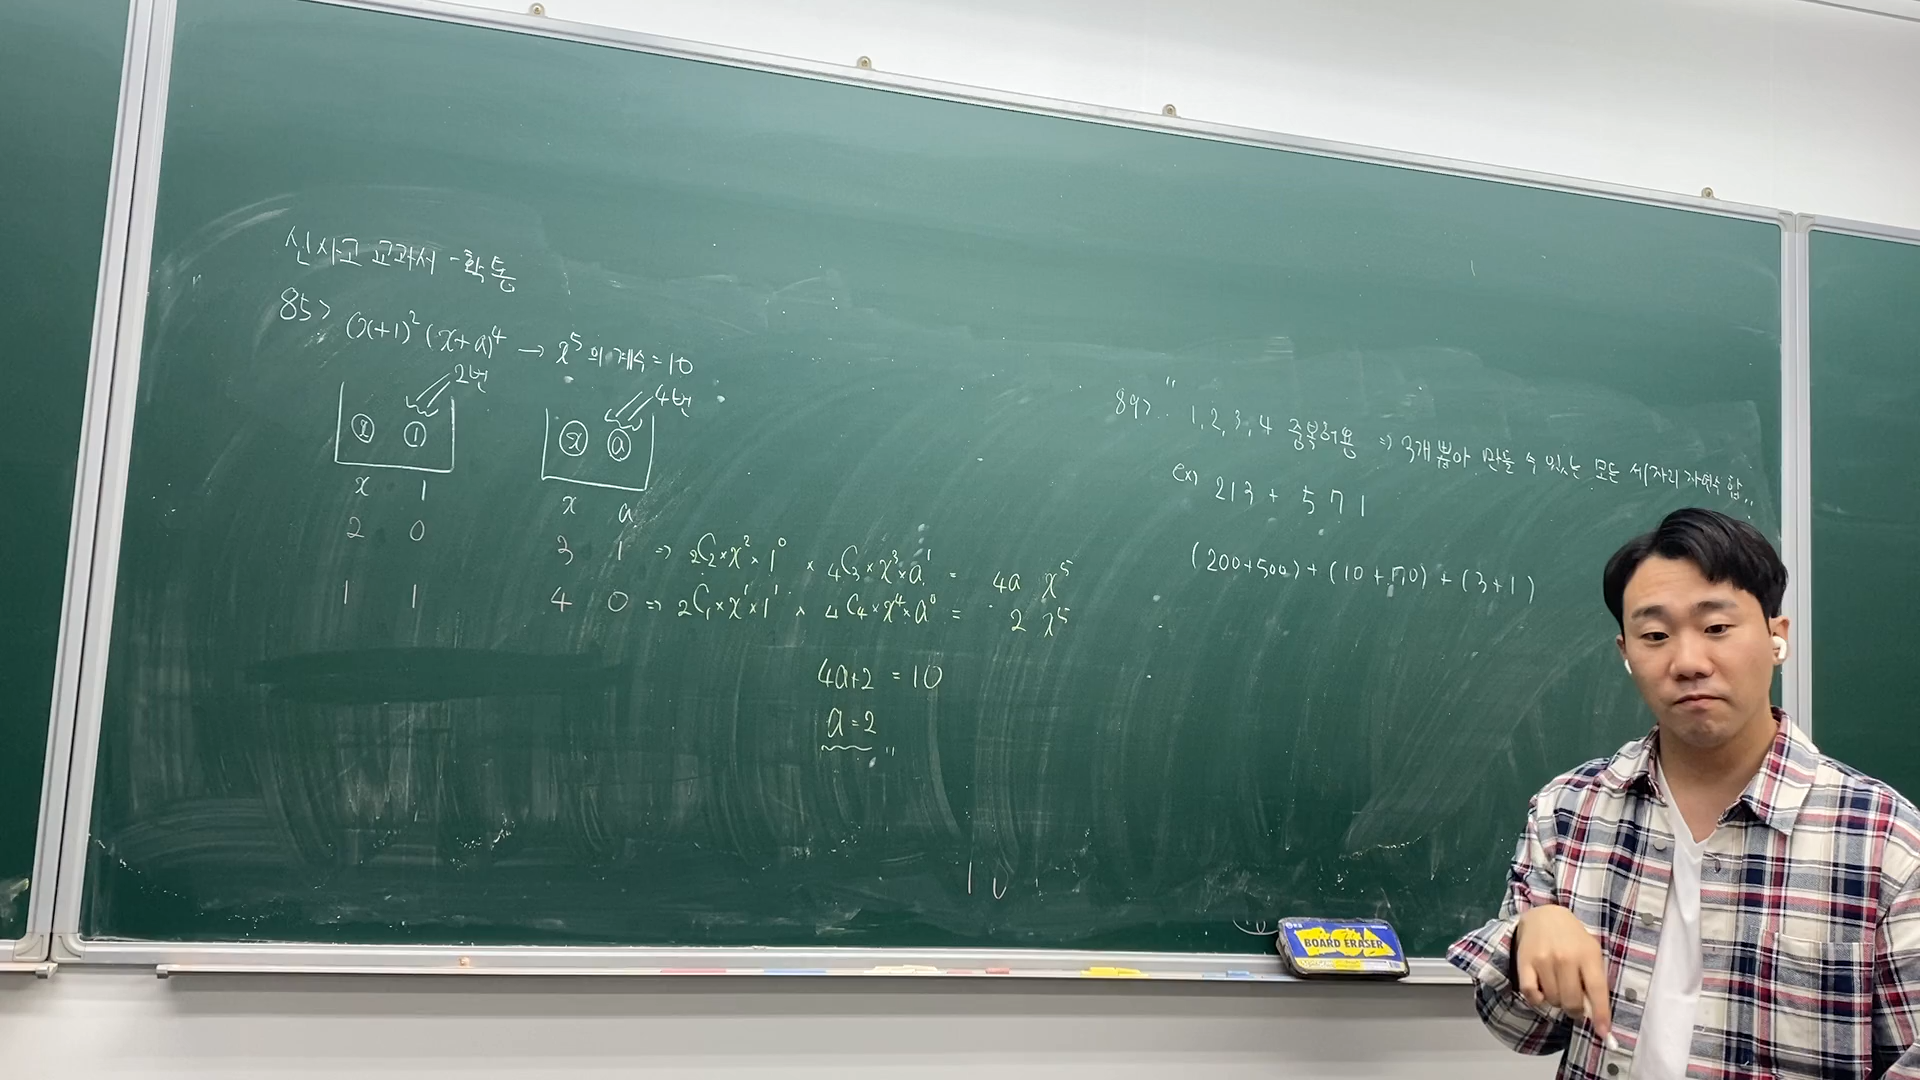 신사고 교과서 - 확통
85> (x+1)² (x+a)⁴ → x⁵의 계수 = 10
2번
4번
x 1
x a
x 1
x a
2 0
3 1 ⇒ ₂C₂ × x² × 1⁰ × ₄C₃ × x³ × a¹ = 4a x⁵
1 1
4 0 ⇒ ₂C₁ × x¹ × 1¹ × ₄C₄ × x⁴ × a⁰ = 2 x⁵
4a+2 = 10
a = 2
89> 1, 2, 3, 4 중복허용 ⇒ 3개 뽑아 만들 수 있는 모든 세자리 자연수 합
ex) 213 + 571
(200+500) + (10+70) + (3+1)
BOARD ERASER